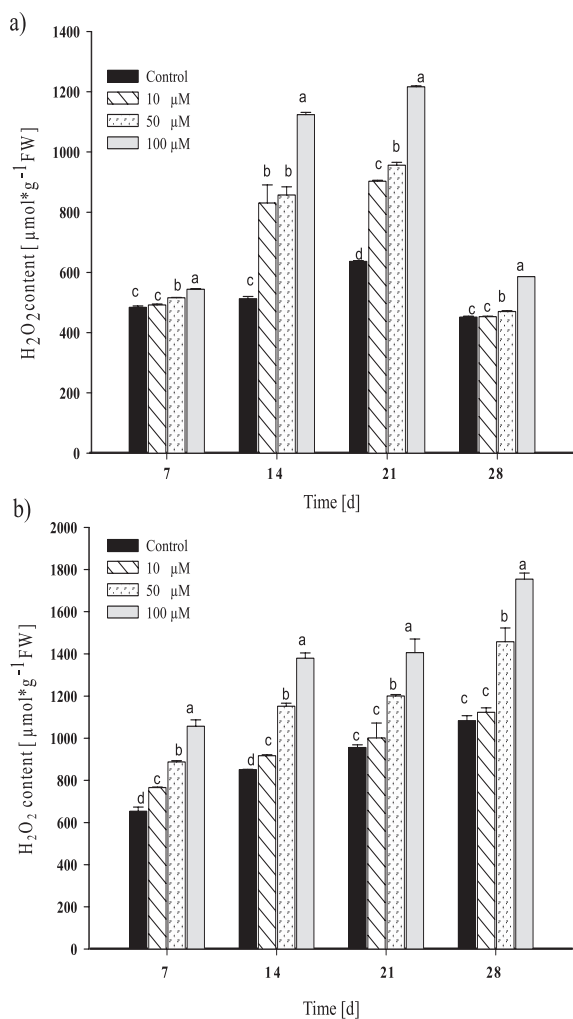 a)
1400
1200
1000
800
600
400
200
0
H₂O₂content [ µmol*g⁻¹FW]
Control
10 µM
50 µM
100 µM
c c b a
c b b a
d c b a
c c b a
7 14 21 28
Time [d]
b)
2000
1800
1600
1400
1200
1000
800
600
400
200
0
H₂O₂ content [ µmol*g⁻¹FW]
Control
10 µM
50 µM
100 µM
d c b a
d c b a
c c b a
c c b a
7 14 21 28
Time [d]